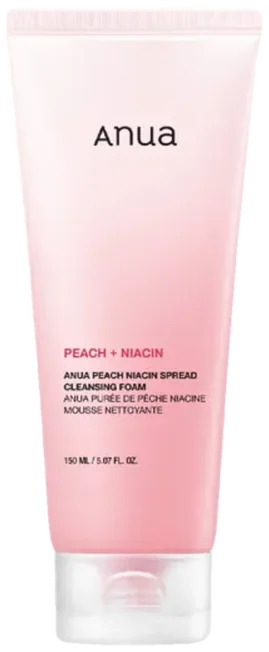 Anua
PEACH + NIACIN
ANUA PEACH NIACIN SPREAD
CLEANSING FOAM
ANUA PURÉE DE PÊCHE NIACINE
MOUSSE NETTOYANTE
150 ML / 5.07 FL. OZ.